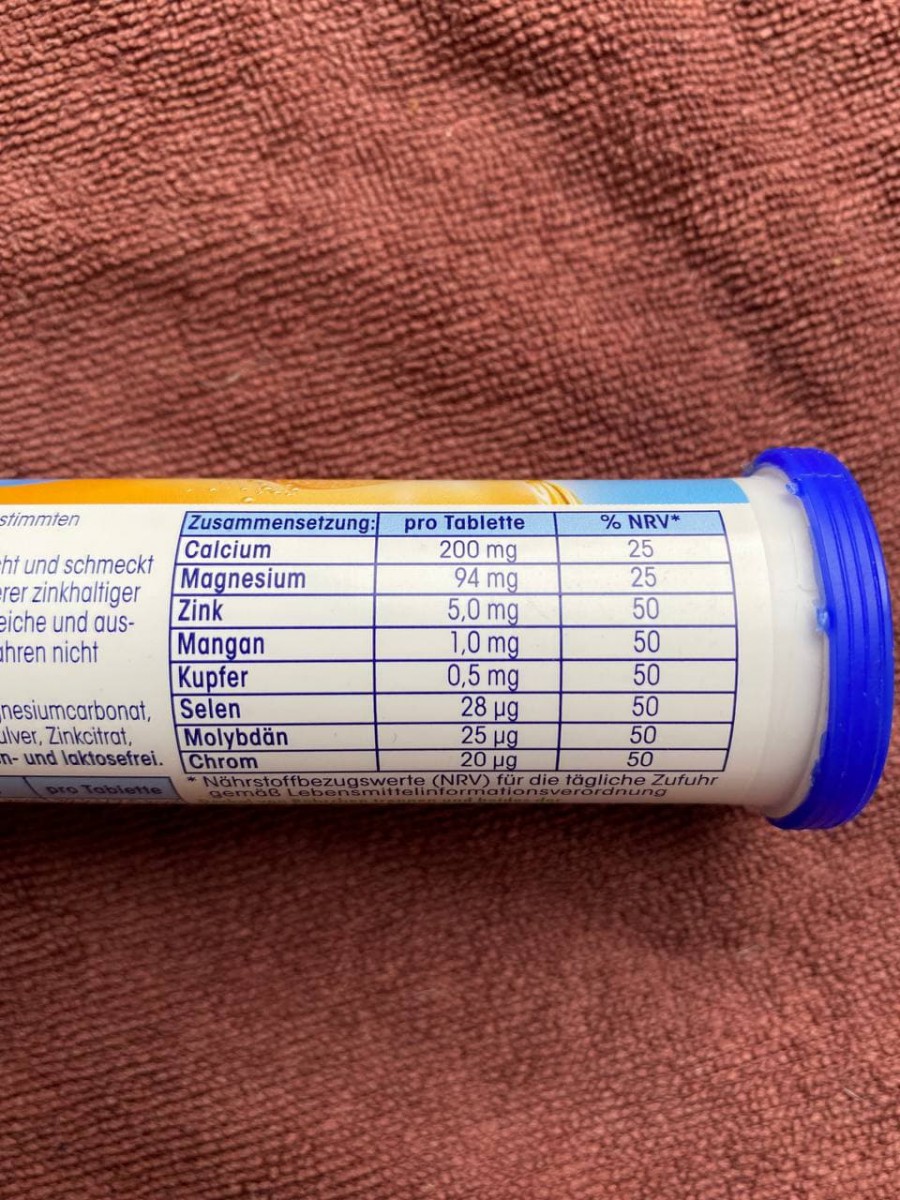 stimmten
cht und schmeckt
erer zinkhaltiger
eiche und aus-
ahren nicht
gnesiumcarbonat,
ulver, Zinkcitrat,
n- und laktosefrei.
pro Tablette
Zusammensetzung: pro Tablette % NRV*
Calcium 200 mg 25
Magnesium 94 mg 25
Zink 5,0 mg 50
Mangan 1,0 mg 50
Kupfer 0,5 mg 50
Selen 28 µg 50
Molybdän 25 µg 50
Chrom 20 µg 50
* Nährstoffbezugswerte (NRV) für die tägliche Zufuhr
gemäß Lebensmittelinformationsverordnung